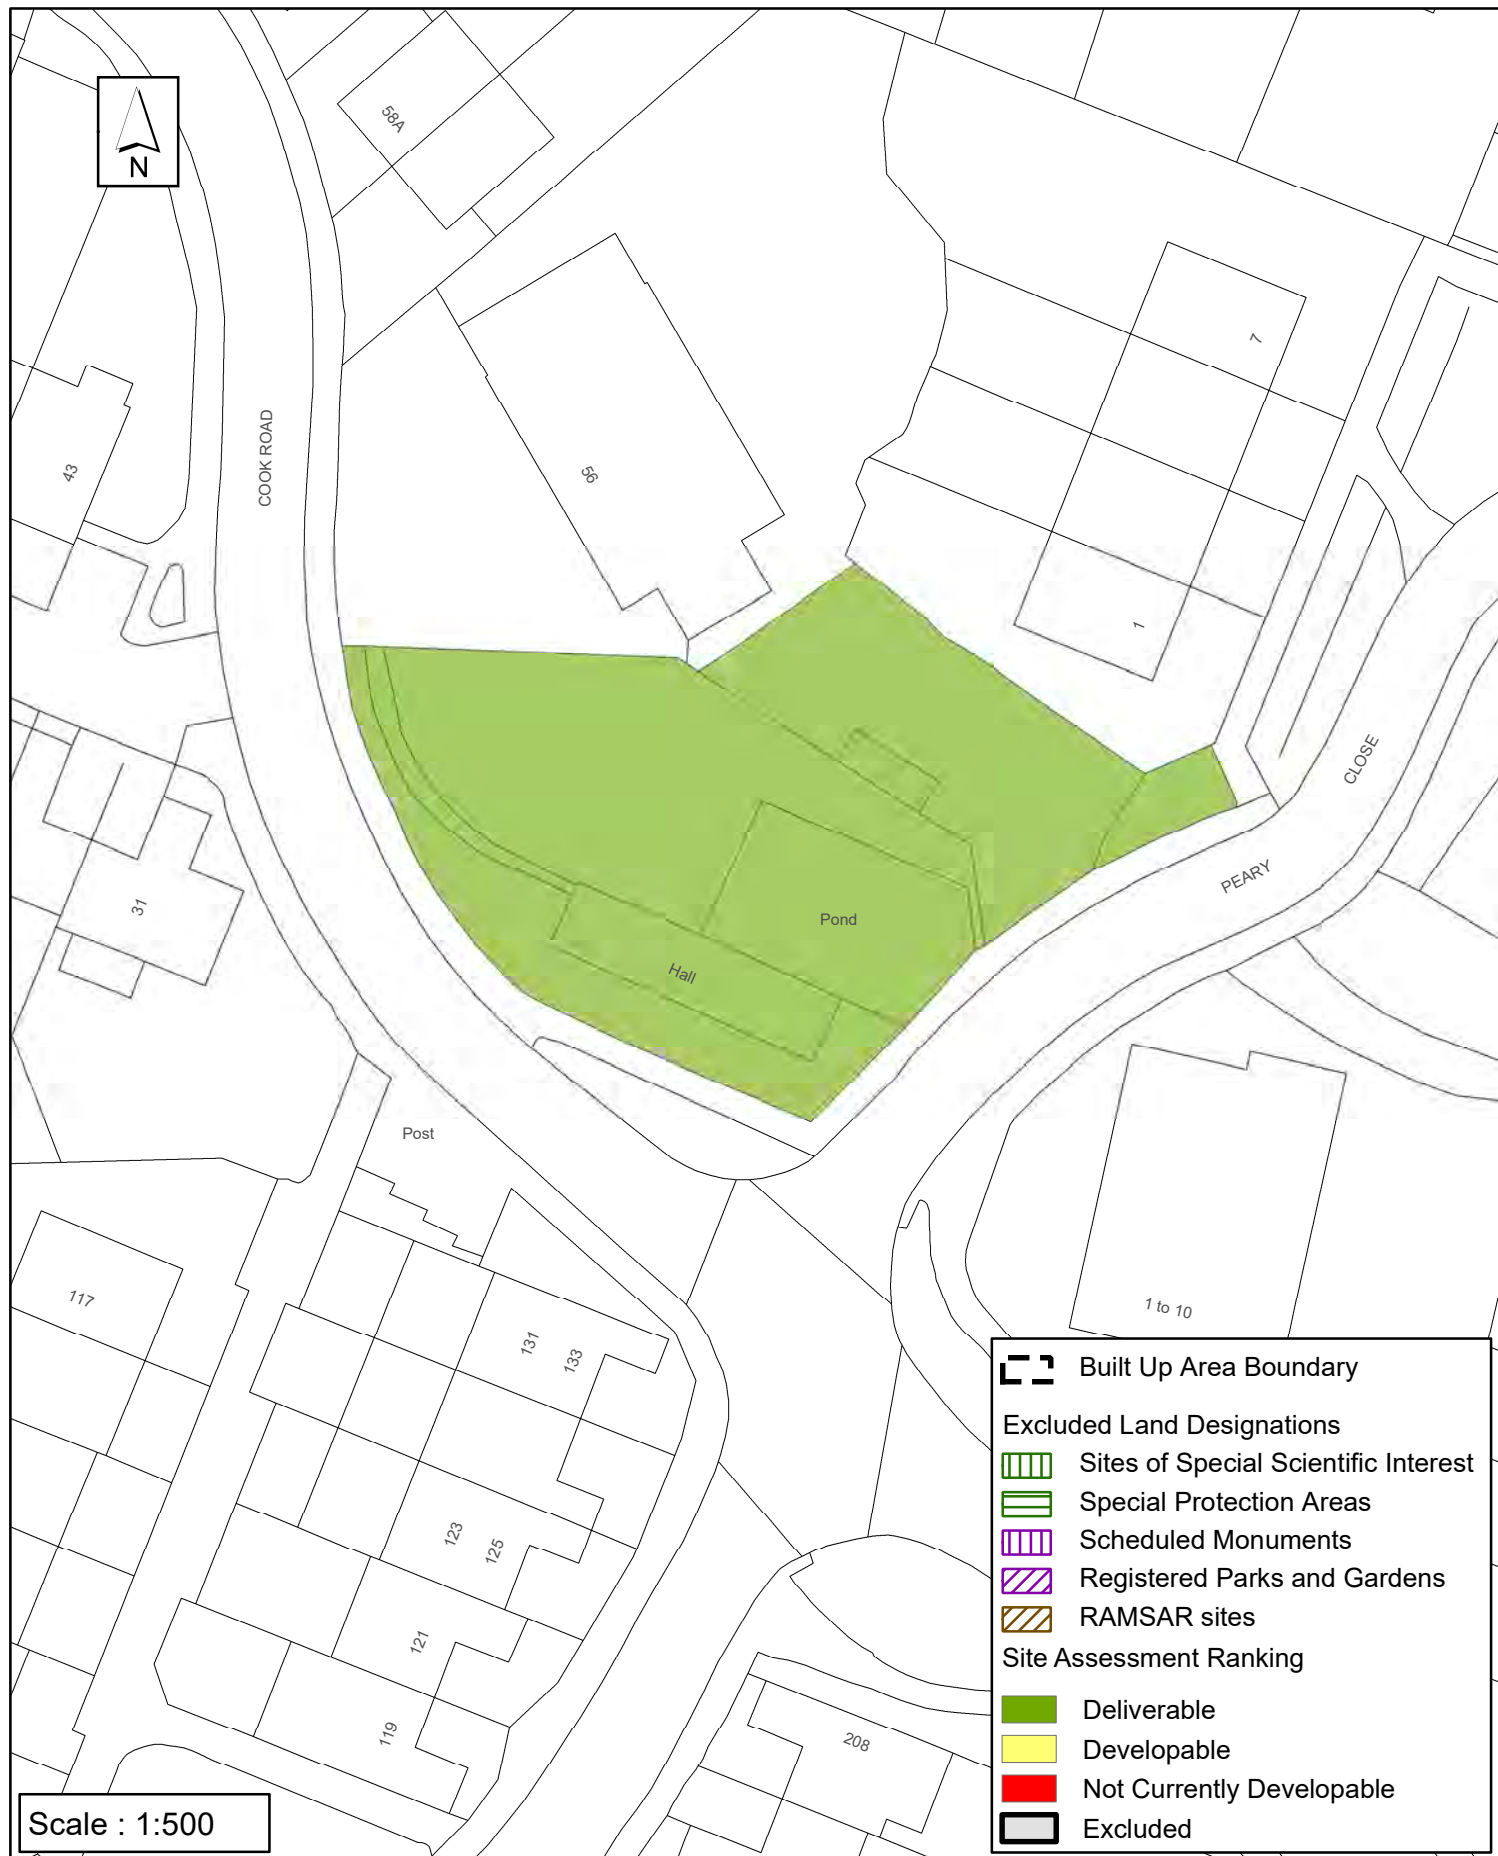 58A
N
7
COOK ROAD
43
56
1
CLOSE
PEARY
31
Pond
Hall
Post
117
1 to 10
131
133
123
125
121
119
208
Built Up Area Boundary
Excluded Land Designations
Sites of Special Scientific Interest
Special Protection Areas
Scheduled Monuments
Registered Parks and Gardens
RAMSAR sites
Site Assessment Ranking
Deliverable
Developable
Not Currently Developable
Excluded
Scale : 1:500